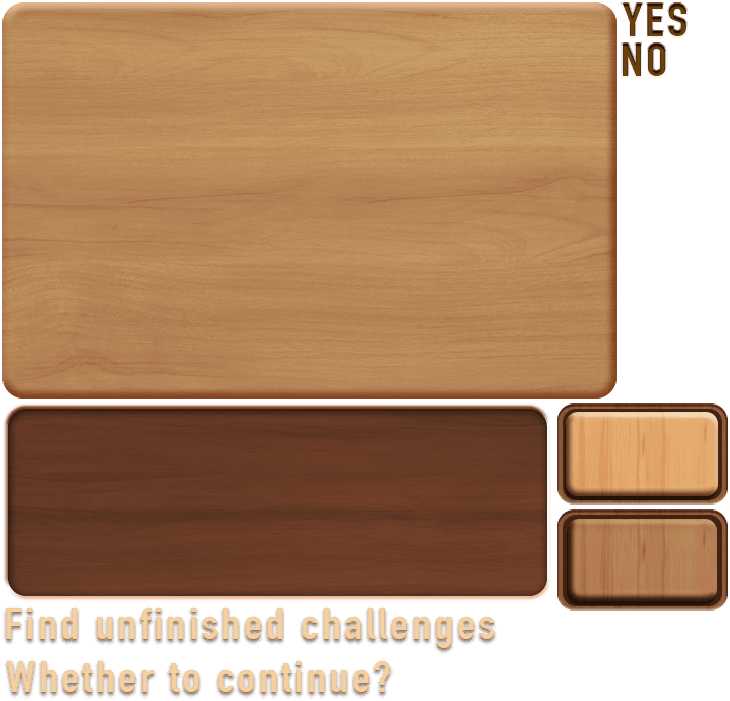 YES
NO
Find unfinished challenges
Whether to continue?